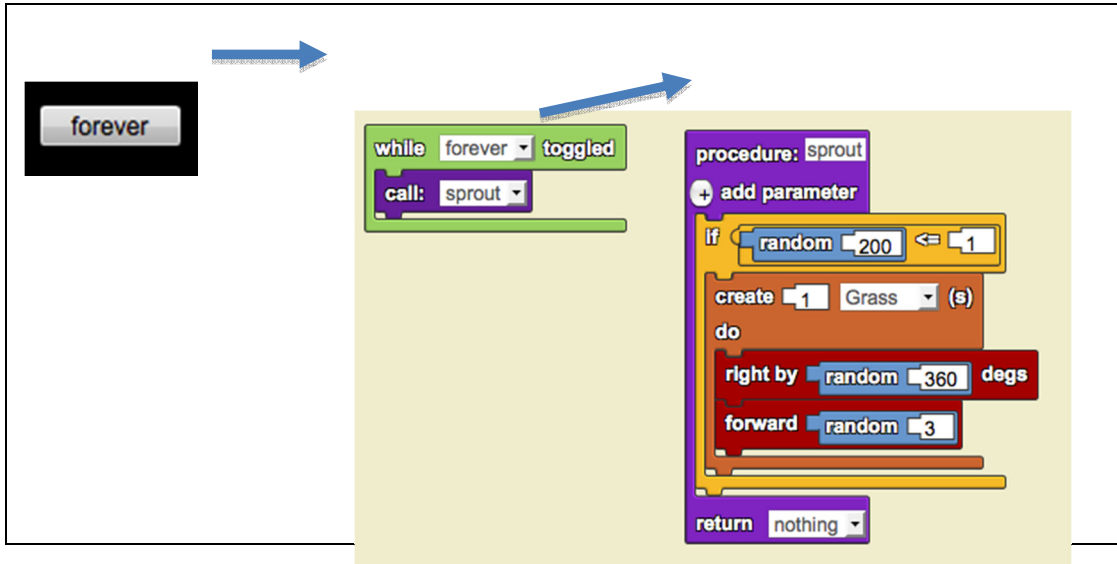 forever
while forever toggled
call: sprout
procedure: sprout
+ add parameter
if random 200 <= 1
create 1 Grass (s)
do
right by random 360 degs
forward random 3
return nothing